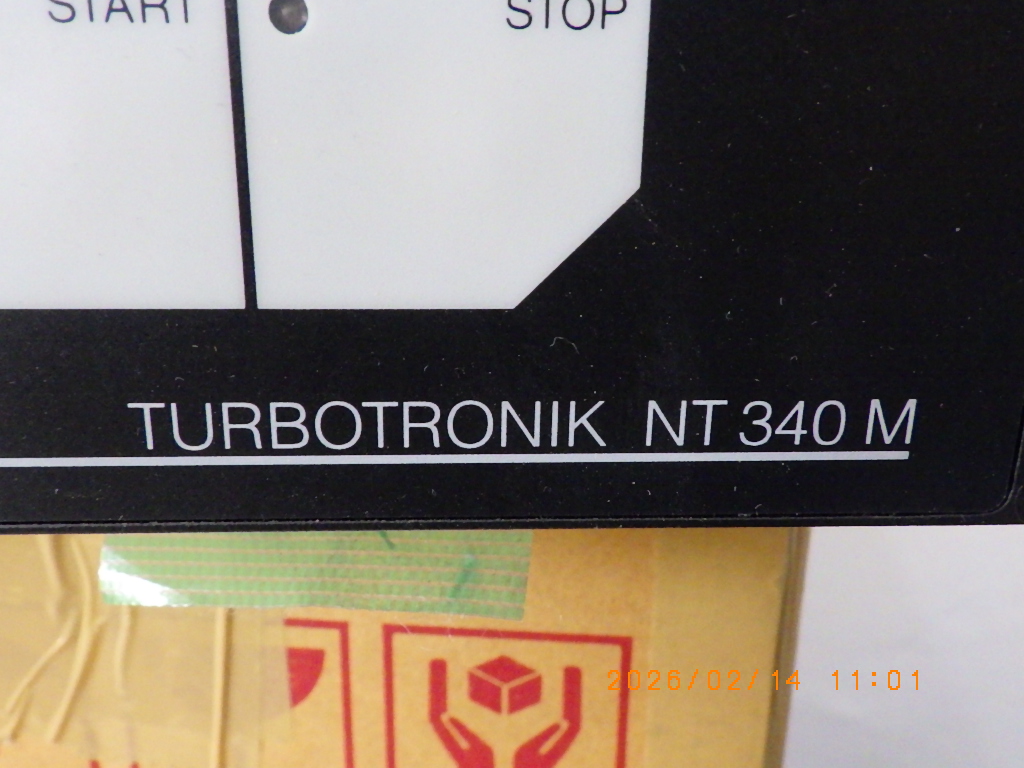 START
STOP
TURBOTRONIK NT 340 M
2026/02/14 11:01